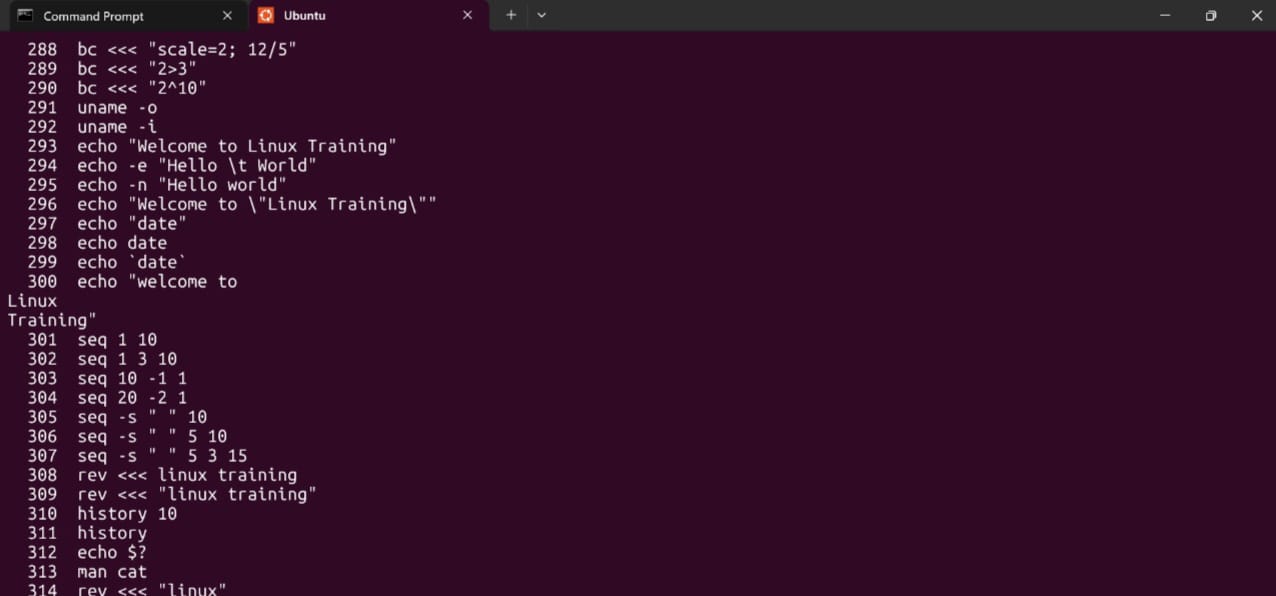 Command Prompt
Ubuntu
288 bc <<< "scale=2; 12/5"
289 bc <<< "2>3"
290 bc <<< "2^10"
291 uname -o
292 uname -i
293 echo "Welcome to Linux Training"
294 echo -e "Hello \t World"
295 echo -n "Hello world"
296 echo "Welcome to \"Linux Training\""
297 echo "date"
298 echo date
299 echo `date`
300 echo "welcome to
Linux
Training"
301 seq 1 10
302 seq 1 3 10
303 seq 10 -1 1
304 seq 20 -2 1
305 seq -s " " 10
306 seq -s " " 5 10
307 seq -s " " 5 3 15
308 rev <<< linux training
309 rev <<< "linux training"
310 history 10
311 history
312 echo $?
313 man cat
314 rev <<< "linux"